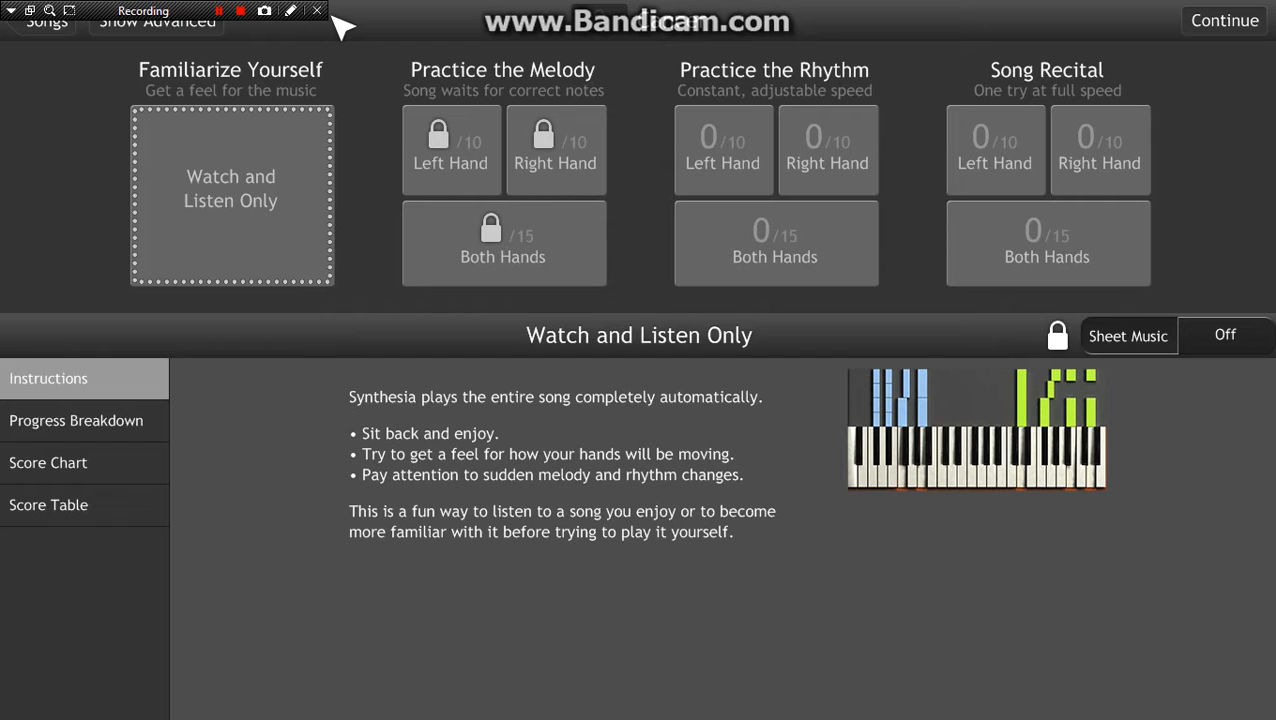 Recording
www.Bandicam.com
Songs
Show Advanced
Continue
Familiarize Yourself
Get a feel for the music
Watch and
Listen Only
Practice the Melody
Song waits for correct notes
/10
Left Hand
/10
Right Hand
/15
Both Hands
Practice the Rhythm
Constant, adjustable speed
0/10
Left Hand
0/10
Right Hand
0/15
Both Hands
Song Recital
One try at full speed
0/10
Left Hand
0/10
Right Hand
0/15
Both Hands
Watch and Listen Only
Sheet Music
Off
Instructions
Progress Breakdown
Score Chart
Score Table
Synthesia plays the entire song completely automatically.
• Sit back and enjoy.
• Try to get a feel for how your hands will be moving.
• Pay attention to sudden melody and rhythm changes.
This is a fun way to listen to a song you enjoy or to become
more familiar with it before trying to play it yourself.